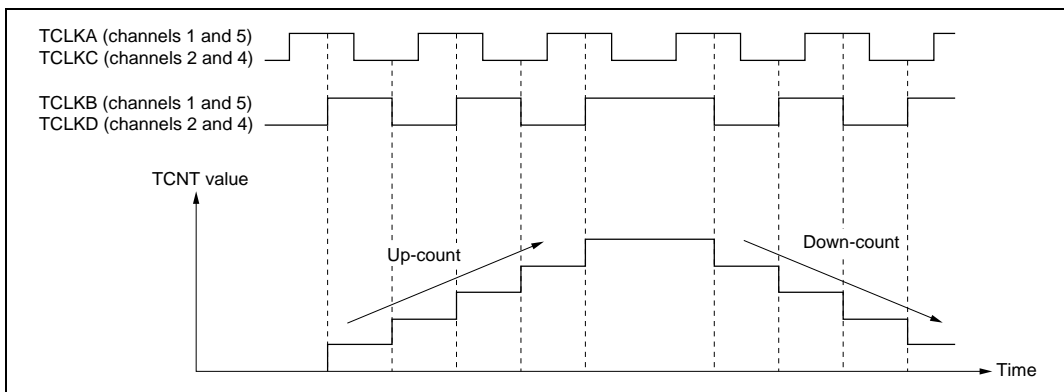 TCLKA (channels 1 and 5)
TCLKC (channels 2 and 4)
TCLKB (channels 1 and 5)
TCLKD (channels 2 and 4)
TCNT value
Up-count
Down-count
Time